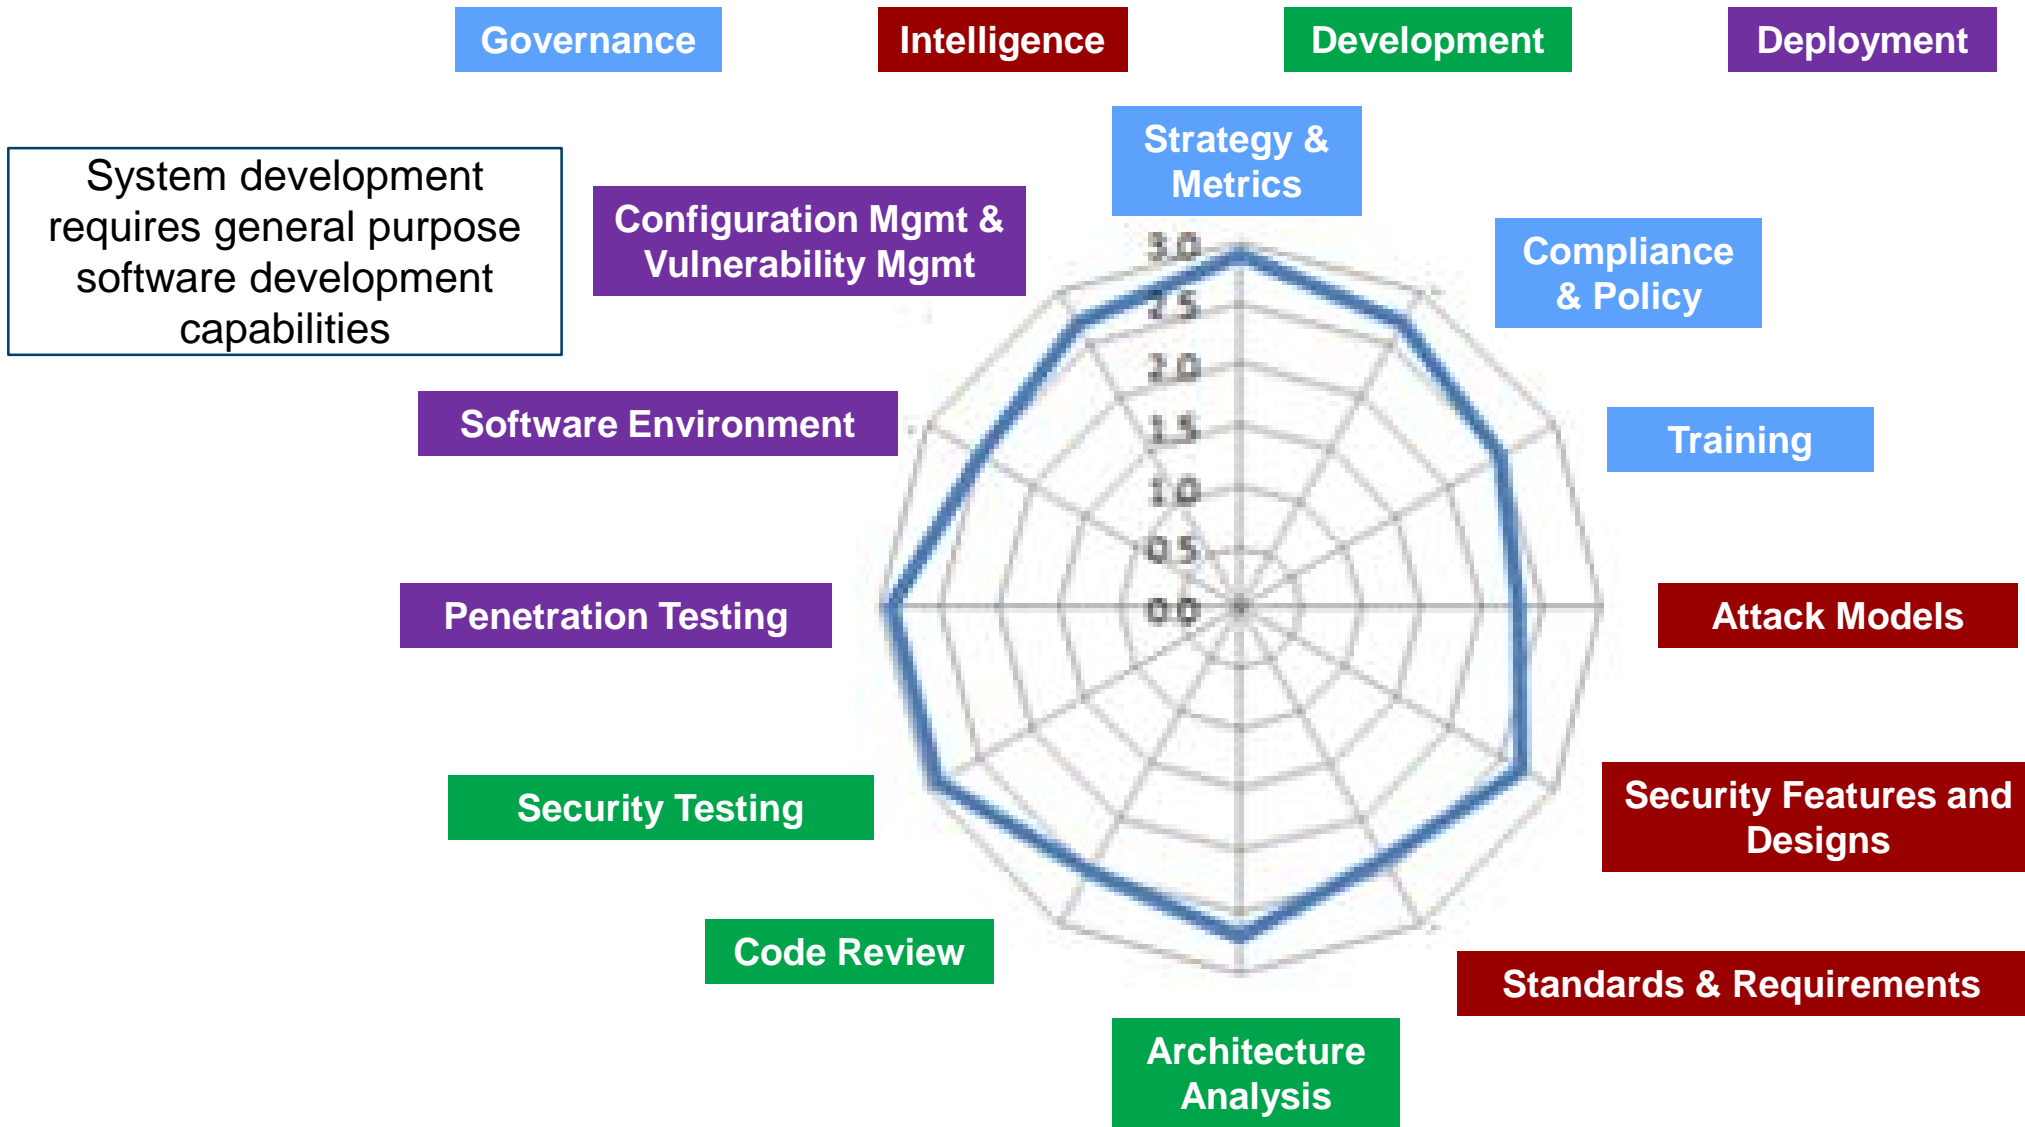 Governance
Intelligence
Development
Deployment
System development
requires general purpose
software development
capabilities
Strategy &
Metrics
Configuration Mgmt &
Vulnerability Mgmt
Compliance
& Policy
3.0
2.5
2.0
1.5
1.0
0.5
0.0
Software Environment
Training
Penetration Testing
Attack Models
Security Testing
Security Features and
Designs
Code Review
Standards & Requirements
Architecture
Analysis